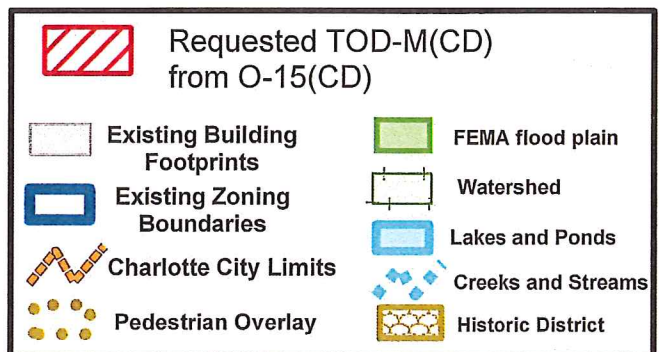 Requested TOD-M(CD)
from O-15(CD)
Existing Building
Footprints
Existing Zoning
Boundaries
Charlotte City Limits
Pedestrian Overlay
FEMA flood plain
Watershed
Lakes and Ponds
Creeks and Streams
Historic District